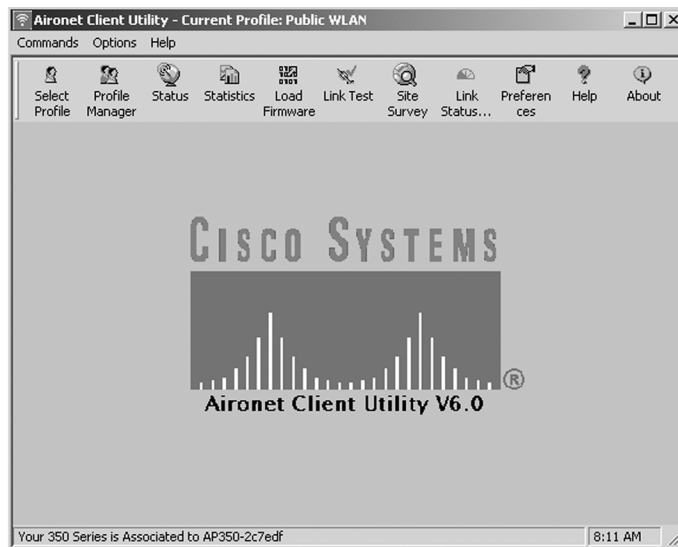 Aironet Client Utility - Current Profile: Public WLAN
Commands Options Help
Select Profile
Profile Manager
Status
Statistics
Load Firmware
Link Test
Site Survey
Link Status...
Preferen ces
Help
About
CISCO SYSTEMS
®
Aironet Client Utility V6.0
Your 350 Series is Associated to AP350-2c7edf
8:11 AM